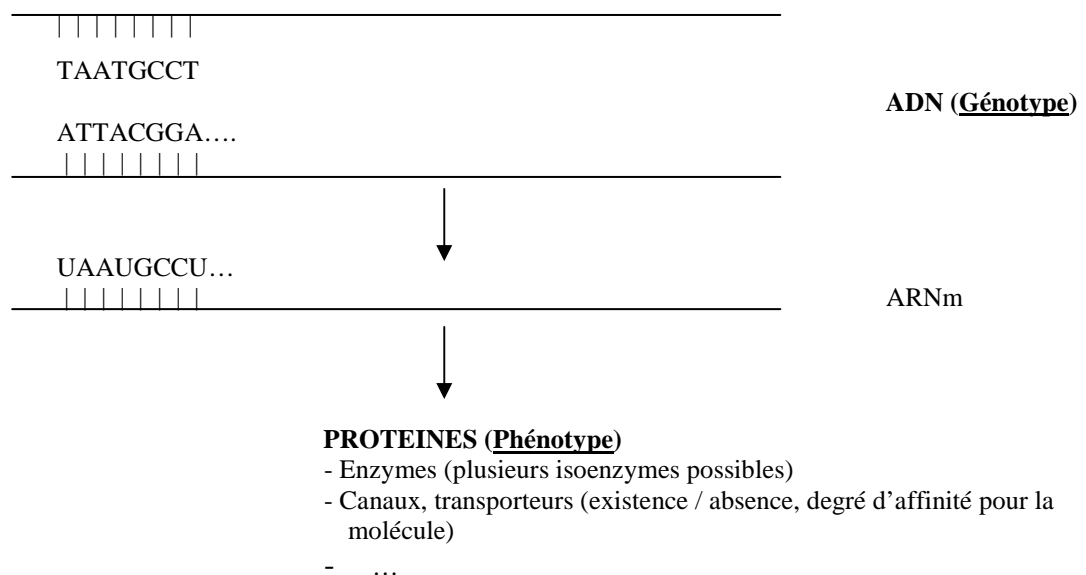 TAATGCCT
ADN (Génotype)
ATTACGGA….
UAAUGCCU…
ARNm
PROTEINES (Phénotype)
- Enzymes (plusieurs isoenzymes possibles)
- Canaux, transporteurs (existence / absence, degré d’affinité pour la
molécule)
- …